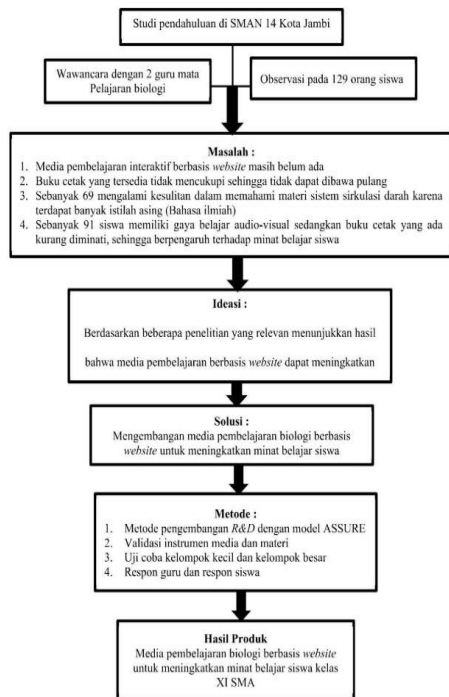 Studi pendahuluan di SMAN 14 Kota Jambi
Wawancara dengan 2 guru mata
Pelajaran biologi
Observasi pada 129 orang siswa
Masalah :
1. Media pembelajaran interaktif berbasis website masih belum ada
2. Buku cetak yang tersedia tidak mencukupi sehingga tidak dapat dibawa pulang
3. Sebanyak 69 mengalami kesulitan dalam memahami materi sistem sirkulasi darah karena
terdapat banyak istilah asing (Bahasa ilmiah)
4. Sebanyak 91 siswa memiliki gaya belajar audio-visual sedangkan buku cetak yang ada
kurang diminati, sehingga berpengaruh terhadap minat belajar siswa
Ideasi :
Berdasarkan beberapa penelitian yang relevan menunjukkan hasil
bahwa media pembelajaran berbasis website dapat meningkatkan
Solusi :
Mengembangan media pembelajaran biologi berbasis
website untuk meningkatkan minat belajar siswa
Metode :
1. Metode pengembangan R&D dengan model ASSURE
2. Validasi instrumen media dan materi
3. Uji coba kelompok kecil dan kelompok besar
4. Respon guru dan respon siswa
Hasil Produk
Media pembelajaran biologi berbasis website
untuk meningkatkan minat belajar siswa kelas
XI SMA